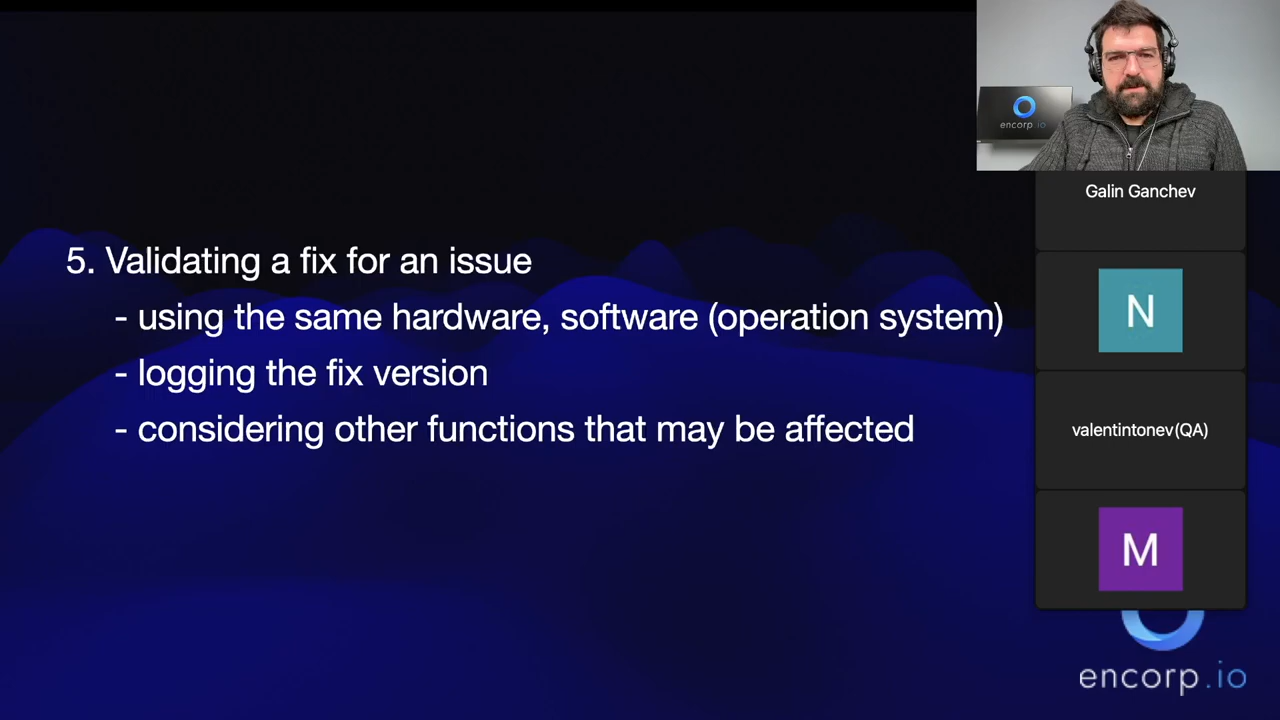 encorp.io
Galin Ganchev
5. Validating a fix for an issue
- using the same hardware, software (operation system)
- logging the fix version
- considering other functions that may be affected
N
valentintonev(QA)
M
encorp.io